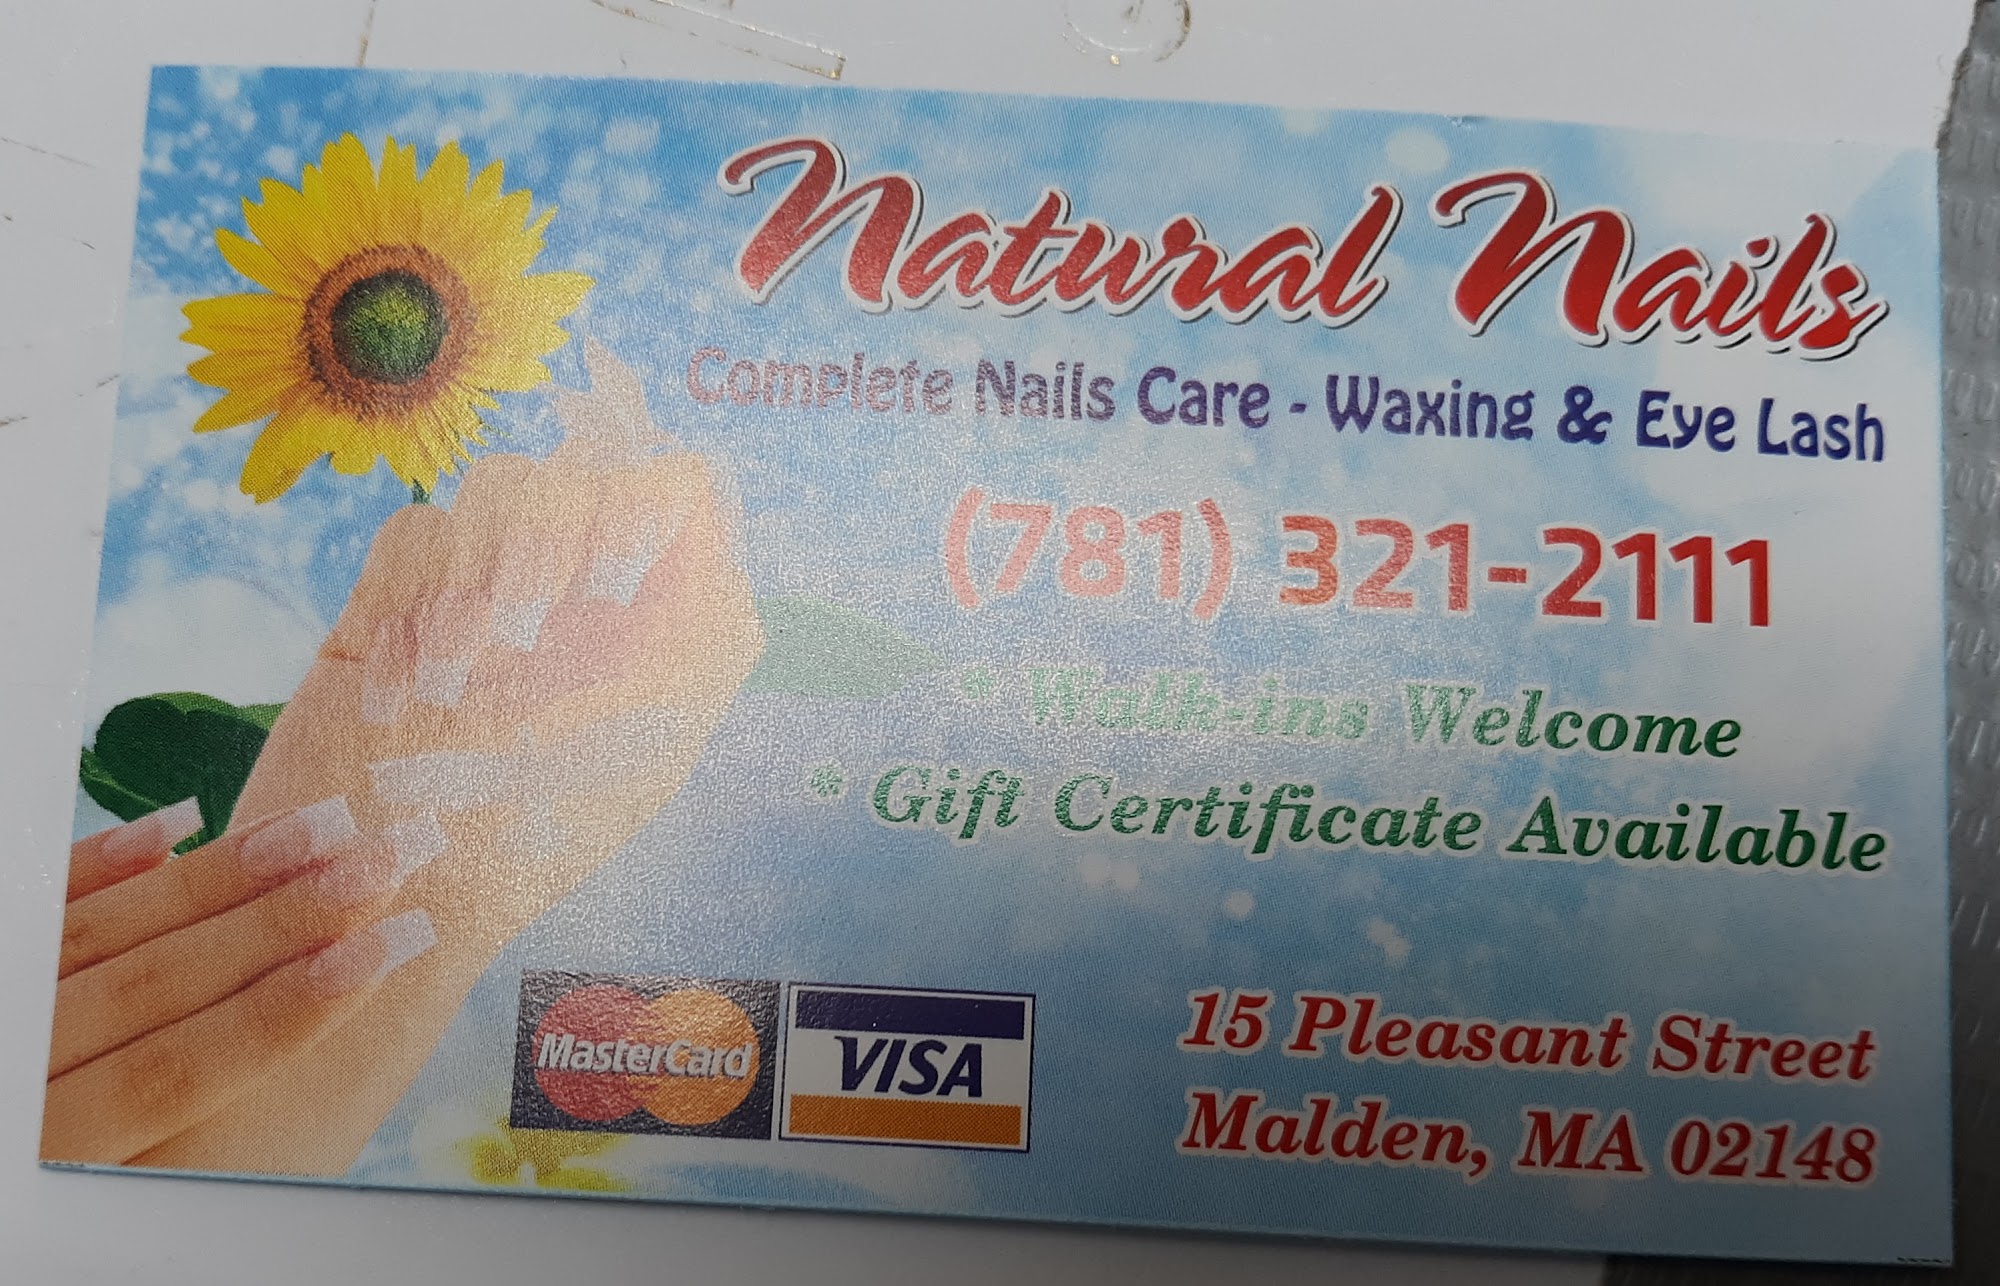 Natural Nails
Complete Nails Care - Waxing & Eye Lash
(781) 321-2111
* Walk-ins Welcome
* Gift Certificate Available
MasterCard
VISA
15 Pleasant Street
Malden, MA 02148